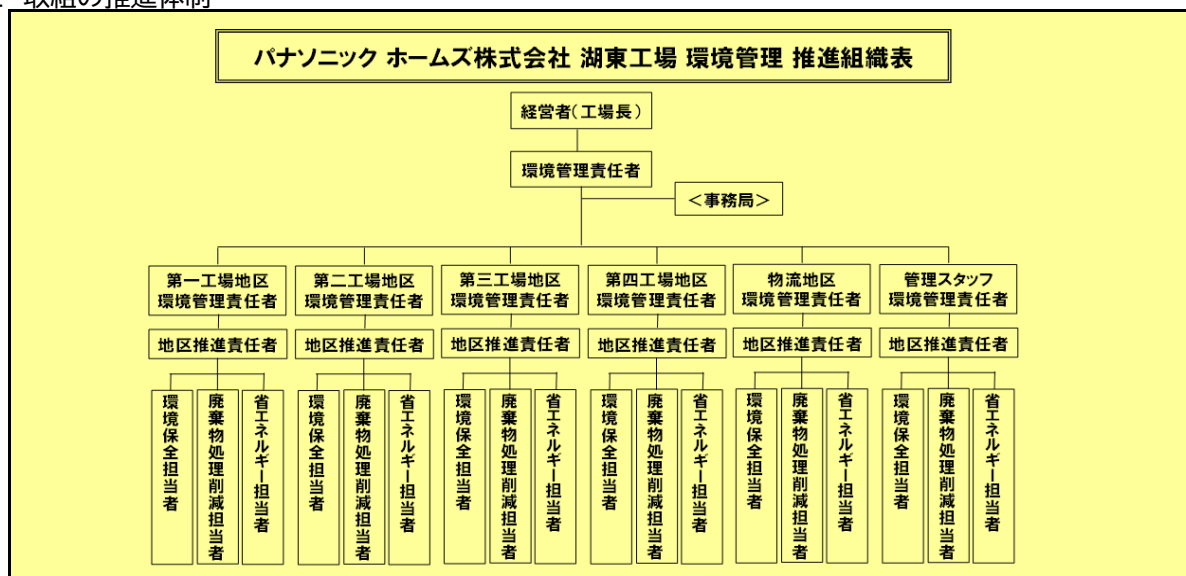 取組の推進体制
パナソニック ホームズ株式会社 湖東工場 環境管理 推進組織表
経営者(工場長)
環境管理責任者
＜事務局＞
第一工場地区
環境管理責任者
第二工場地区
環境管理責任者
第三工場地区
環境管理責任者
第四工場地区
環境管理責任者
物流地区
環境管理責任者
管理スタッフ
環境管理責任者
地区推進責任者
地区推進責任者
地区推進責任者
地区推進責任者
地区推進責任者
地区推進責任者
環境保全担当者
廃棄物処理削減担当者
省エネルギー担当者
環境保全担当者
廃棄物処理削減担当者
省エネルギー担当者
環境保全担当者
廃棄物処理削減担当者
省エネルギー担当者
環境保全担当者
廃棄物処理削減担当者
省エネルギー担当者
環境保全担当者
廃棄物処理削減担当者
省エネルギー担当者
環境保全担当者
廃棄物処理削減担当者
省エネルギー担当者